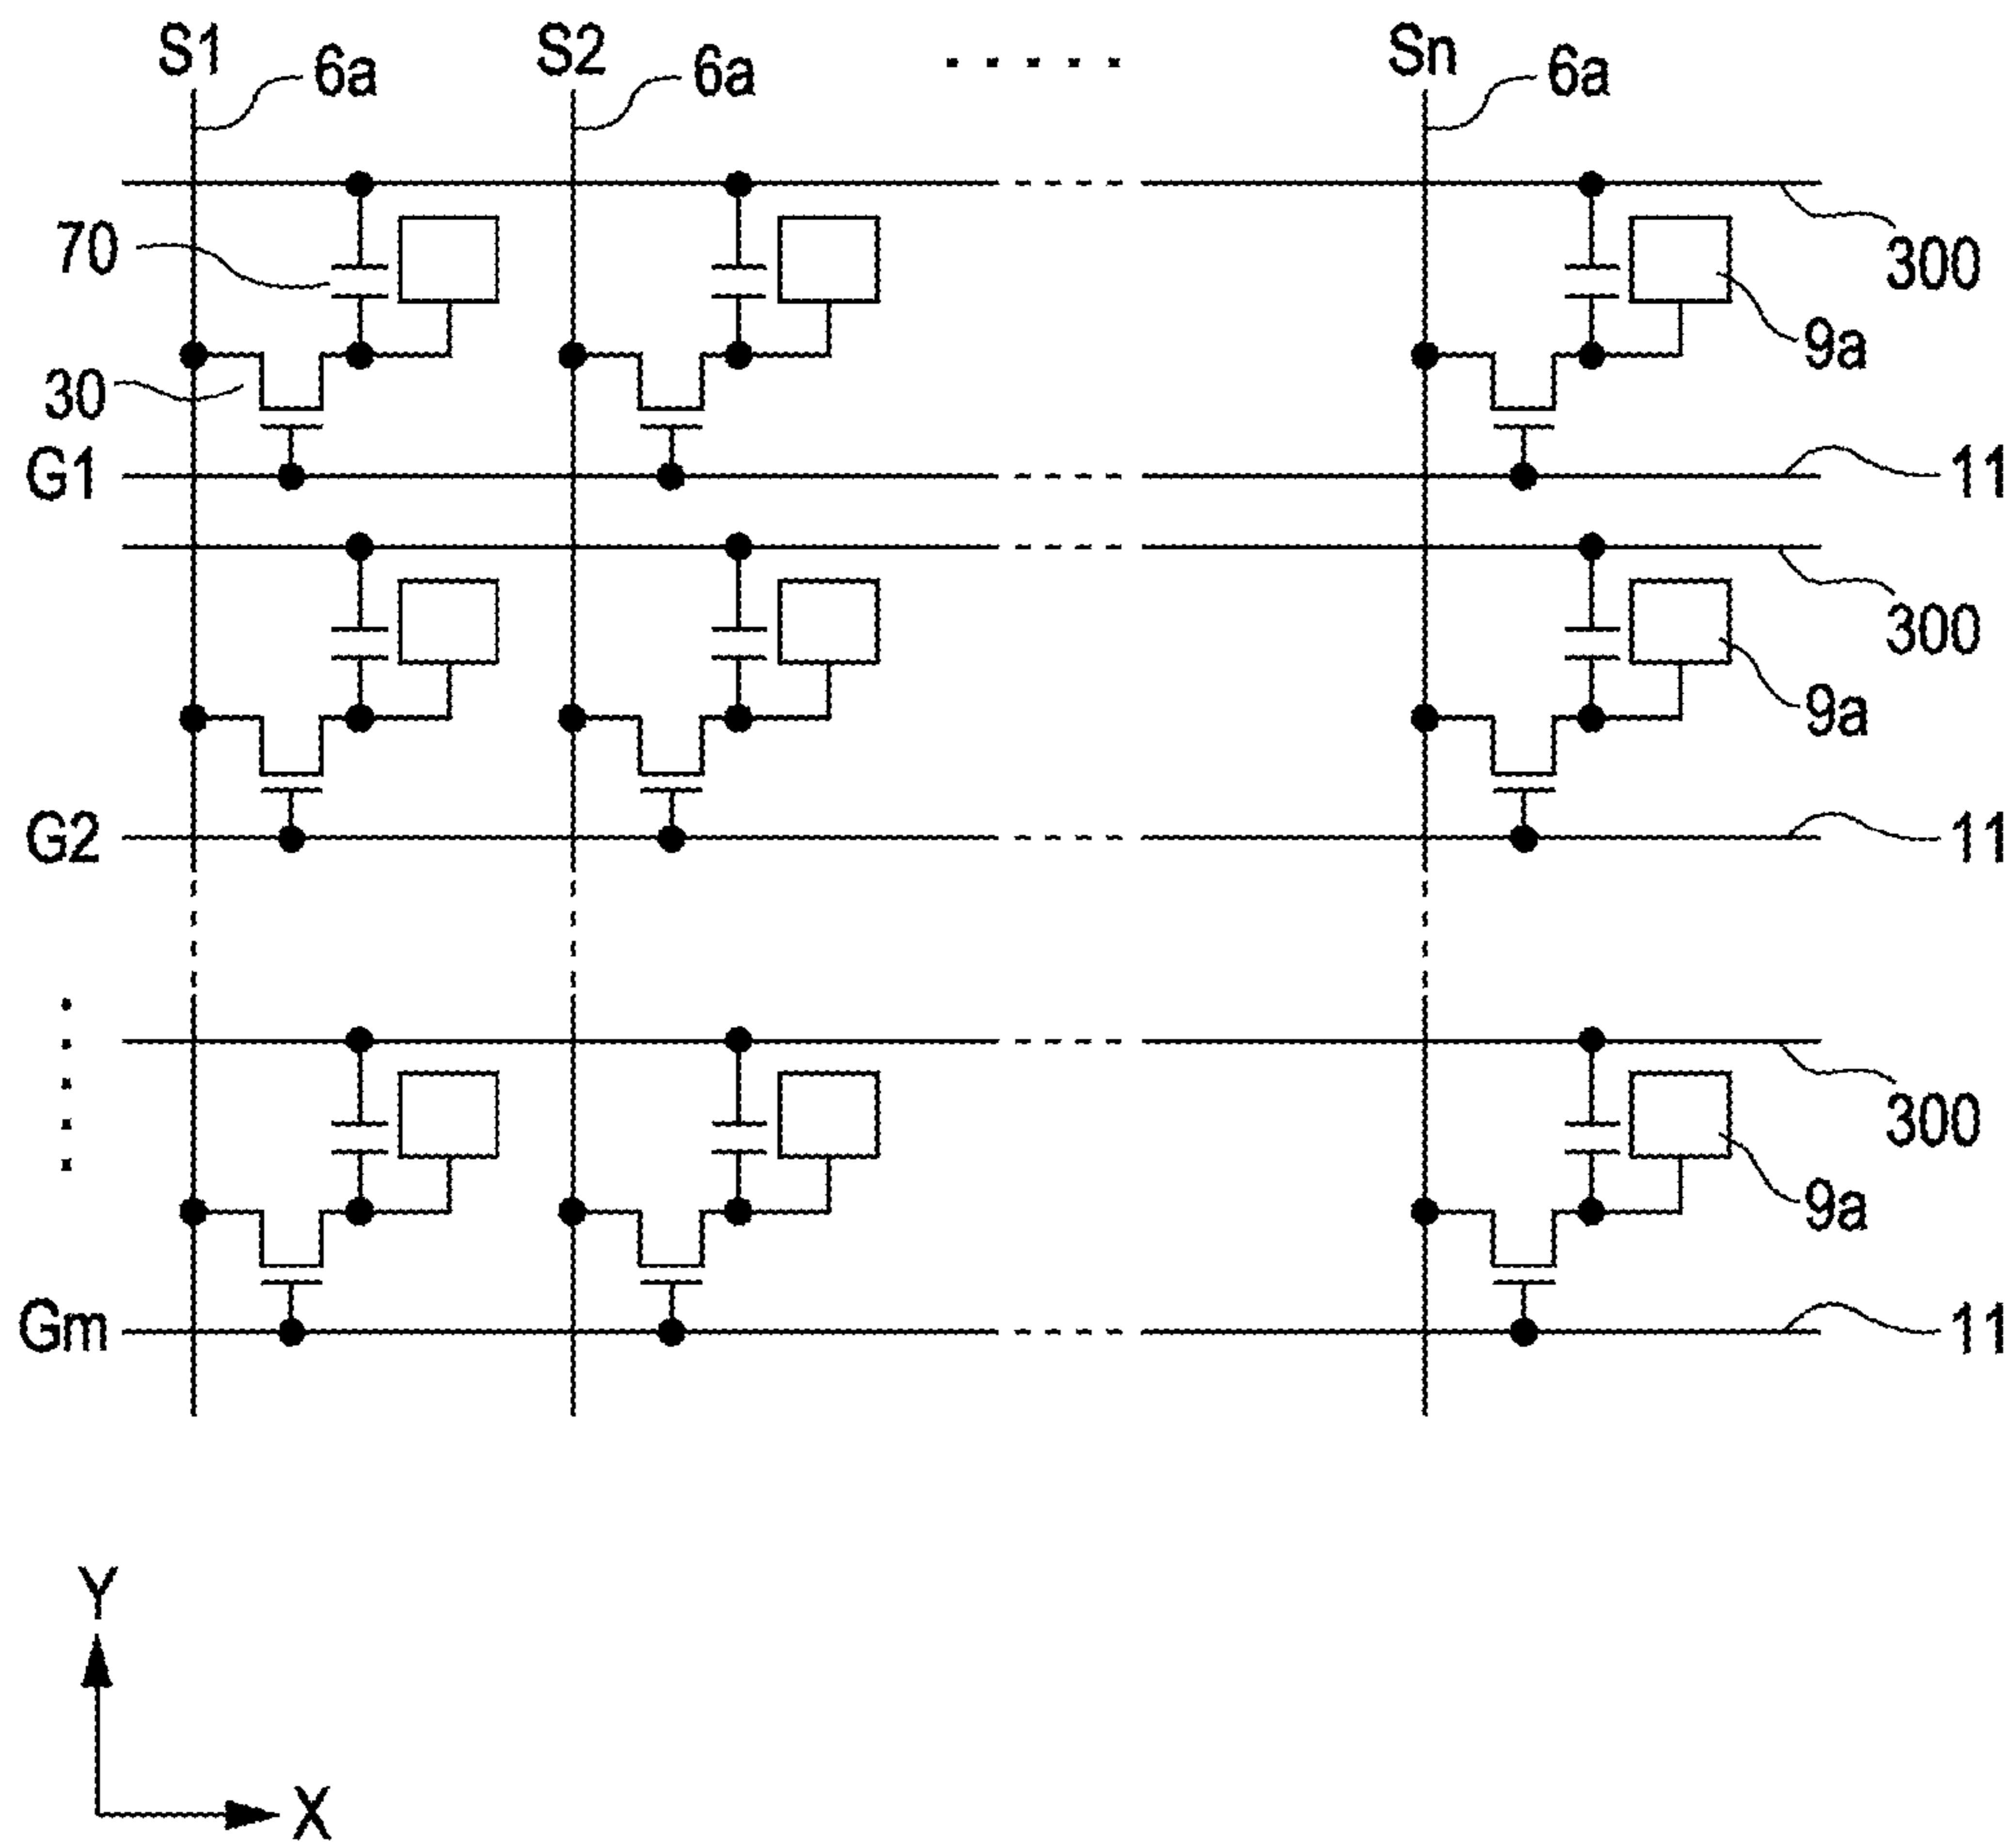 S1 6a S2 6a ..... Sn 6a
70 300
9a
30
G1 11
300
9a
G2 11
300
9a
Gm 11
Y
X